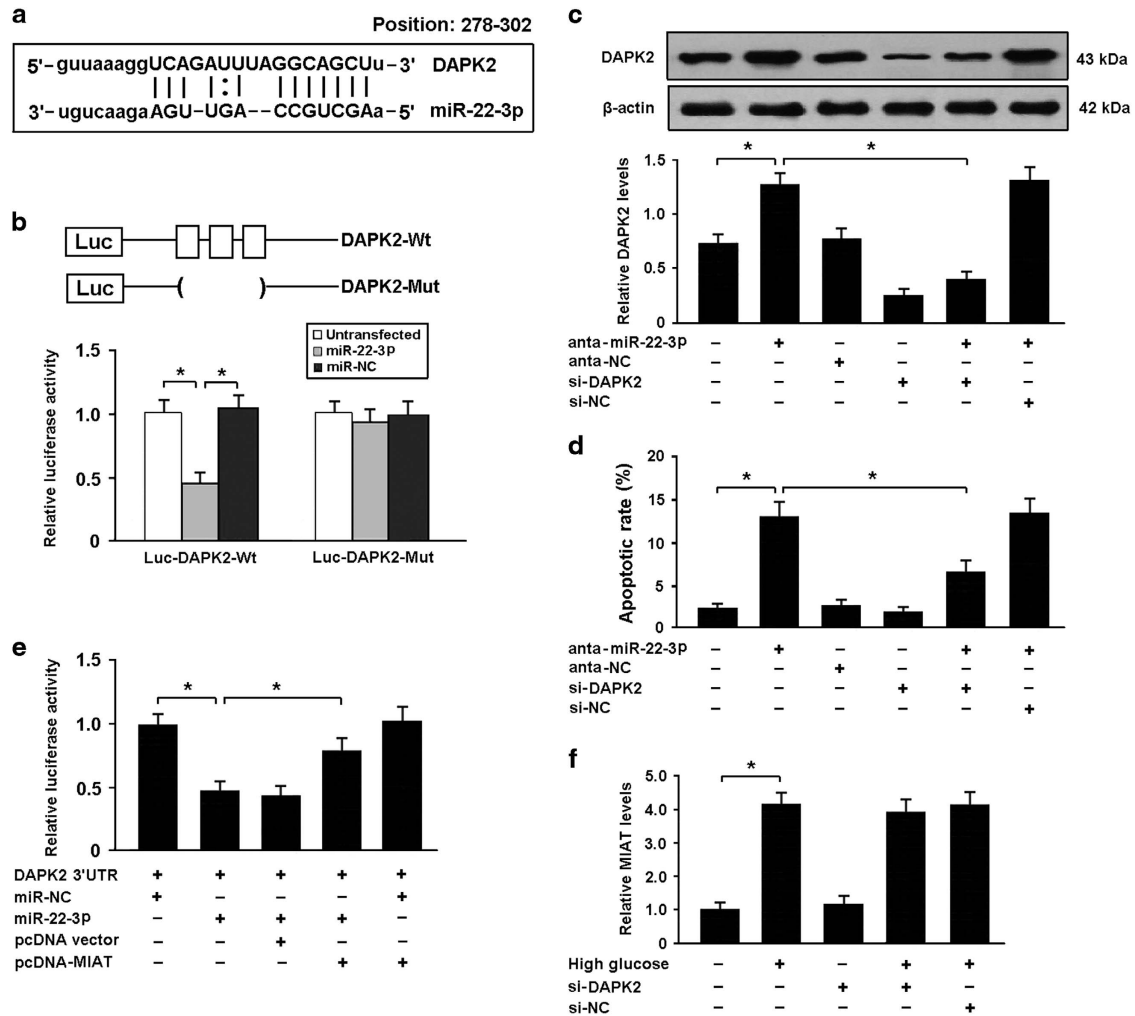 a
Position: 278-302
5'- guuaaaggUCAGAUUUAGGCAGCUu- 3' DAPK2
3'- ugucaagaAGU-UGA--CCGUCGAa- 5' miR-22-3p
b
Luc DAPK2-Wt
Luc ( ) DAPK2-Mut
Untransfected
miR-22-3p
miR-NC
Relative luciferase activity
1.5
1.0
0.5
0
* *
Luc-DAPK2-Wt Luc-DAPK2-Mut
c
DAPK2 43 kDa
β-actin 42 kDa
Relative DAPK2 levels
1.5
1.0
0.5
0
* *
anta-miR-22-3p – + – – + +
anta-NC – – + – – –
si-DAPK2 – – – + + –
si-NC – – – – – +
d
Apoptotic rate (%)
20
15
10
5
0
* *
anta-miR-22-3p – + – – + +
anta-NC – – + – – –
si-DAPK2 – – – + + –
si-NC – – – – – +
e
Relative luciferase activity
1.5
1.0
0.5
0
* *
DAPK2 3'UTR + + + + +
miR-NC + – – – +
miR-22-3p – + + + –
pcDNA vector – – + – –
pcDNA-MIAT – – – + +
f
Relative MIAT levels
5.0
4.0
3.0
2.0
1.0
0
*
High glucose – + – + +
si-DAPK2 – – + + –
si-NC – – – – +